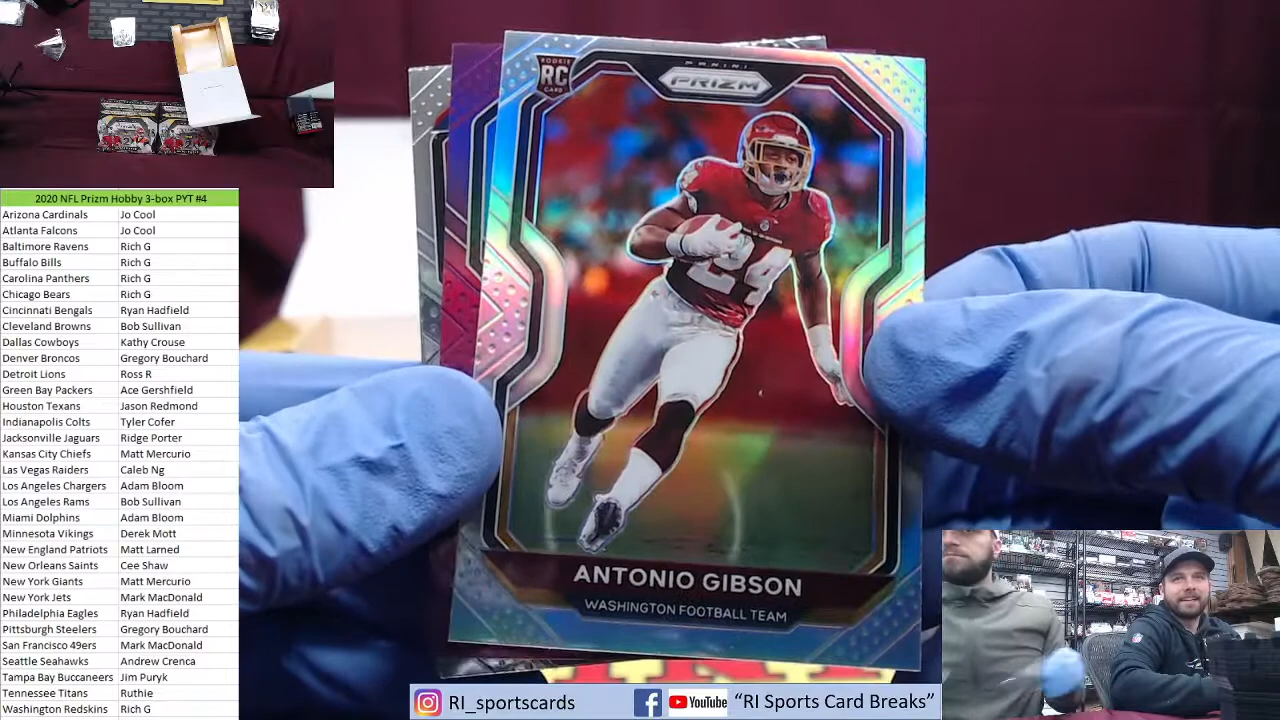 2020 NFL Prizm Hobby 3-box PYT #4
Arizona Cardinals Jo Cool
Atlanta Falcons Jo Cool
Baltimore Ravens Rich G
Buffalo Bills Rich G
Carolina Panthers Rich G
Chicago Bears Rich G
Cincinnati Bengals Ryan Hadfield
Cleveland Browns Bob Sullivan
Dallas Cowboys Kathy Crouse
Denver Broncos Gregory Bouchard
Detroit Lions Ross R
Green Bay Packers Ace Gershfield
Houston Texans Jason Redmond
Indianapolis Colts Tyler Cofer
Jacksonville Jaguars Ridge Porter
Kansas City Chiefs Matt Mercurio
Las Vegas Raiders Caleb Ng
Los Angeles Chargers Adam Bloom
Los Angeles Rams Bob Sullivan
Miami Dolphins Adam Bloom
Minnesota Vikings Derek Mott
New England Patriots Matt Larned
New Orleans Saints Cee Shaw
New York Giants Matt Mercurio
New York Jets Mark MacDonald
Philadelphia Eagles Ryan Hadfield
Pittsburgh Steelers Gregory Bouchard
San Francisco 49ers Mark MacDonald
Seattle Seahawks Andrew Crenca
Tampa Bay Buccaneers Jim Puryk
Tennessee Titans Ruthie
Washington Redskins Rich G
ROOKIE
RC
CARD
PANINI
PRIZM
24
ANTONIO GIBSON
WASHINGTON FOOTBALL TEAM
RI_sportscards
YouTube
"RI Sports Card Breaks"